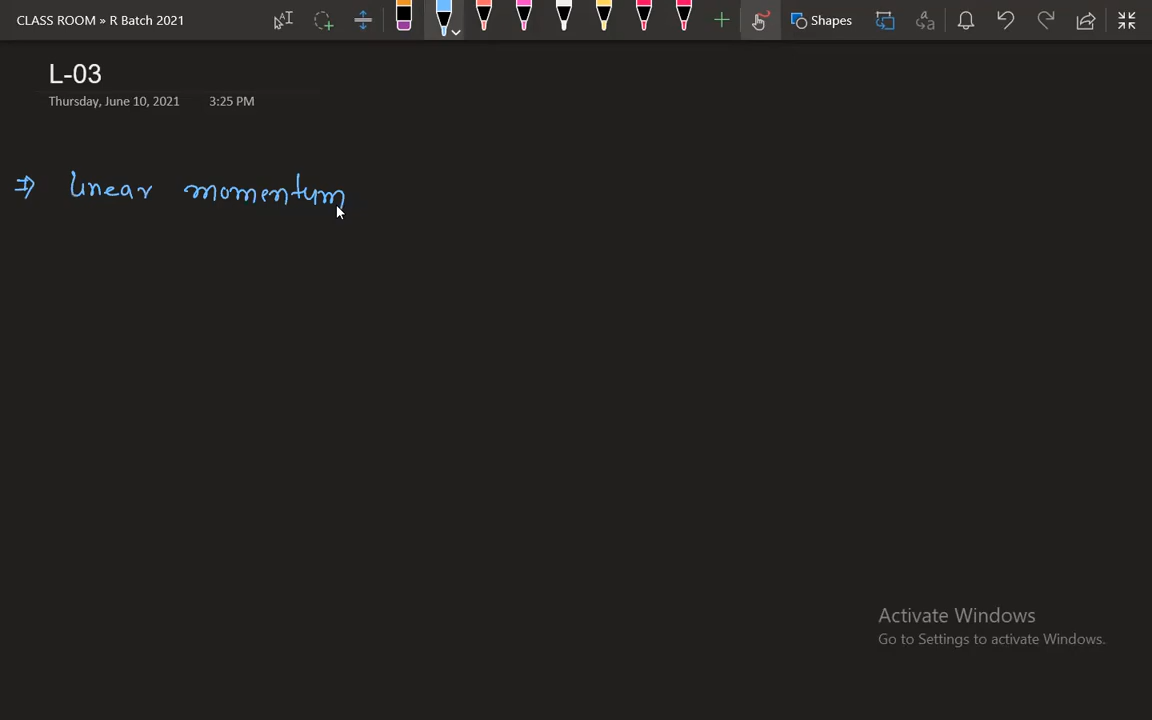 CLASS ROOM » R Batch 2021
Shapes
L-03
Thursday, June 10, 2021 3:25 PM
⇒ linear momentum
Activate Windows
Go to Settings to activate Windows.